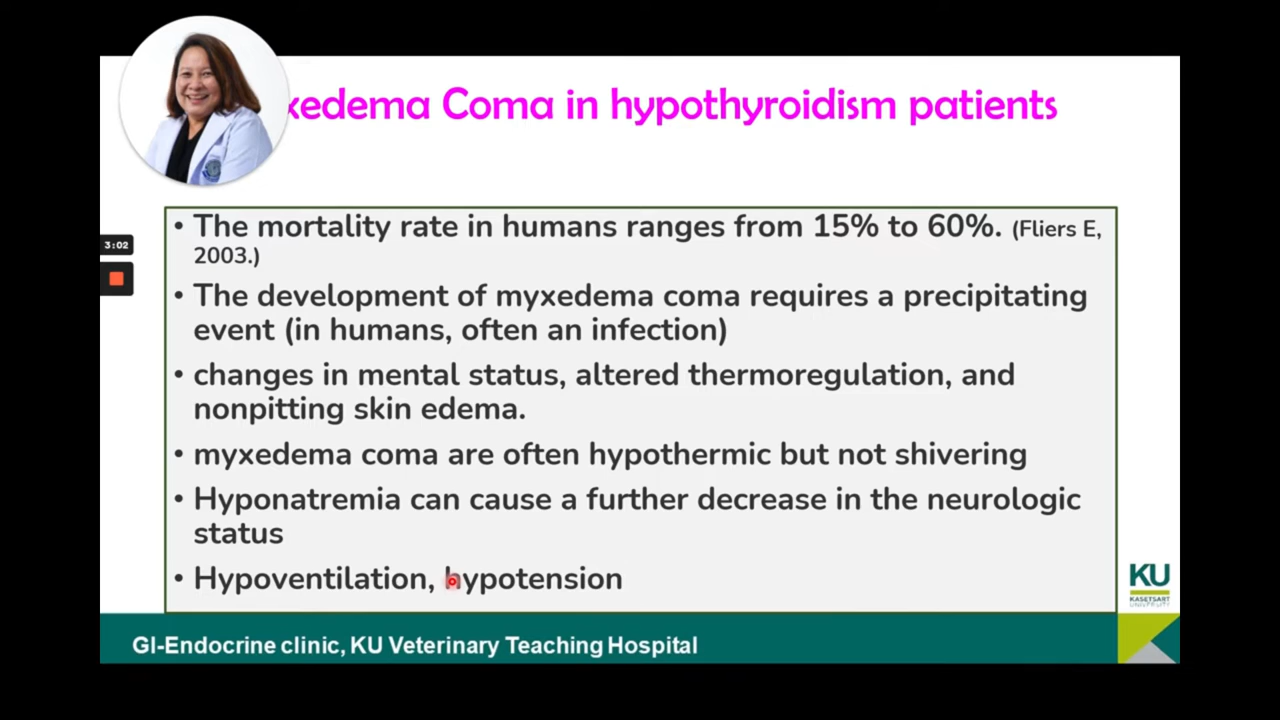 xedema Coma in hypothyroidism patients
• The mortality rate in humans ranges from 15% to 60%. (Fliers E,
2003.)
• The development of myxedema coma requires a precipitating
event (in humans, often an infection)
• changes in mental status, altered thermoregulation, and
nonpitting skin edema.
• myxedema coma are often hypothermic but not shivering
• Hyponatremia can cause a further decrease in the neurologic
status
• Hypoventilation, hypotension
3:02
KU
KASETSART
UNIVERSITY
GI-Endocrine clinic, KU Veterinary Teaching Hospital